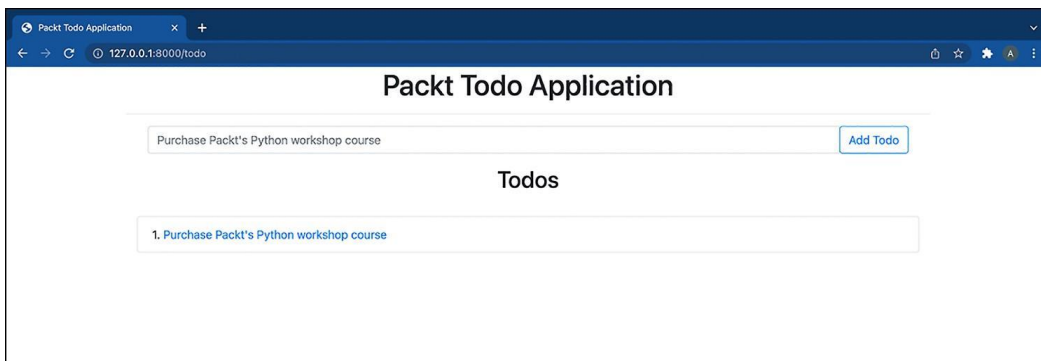 Packt Todo Application
127.0.0.1:8000/todo
A
Packt Todo Application
Purchase Packt's Python workshop course
Add Todo
Todos
1. Purchase Packt's Python workshop course